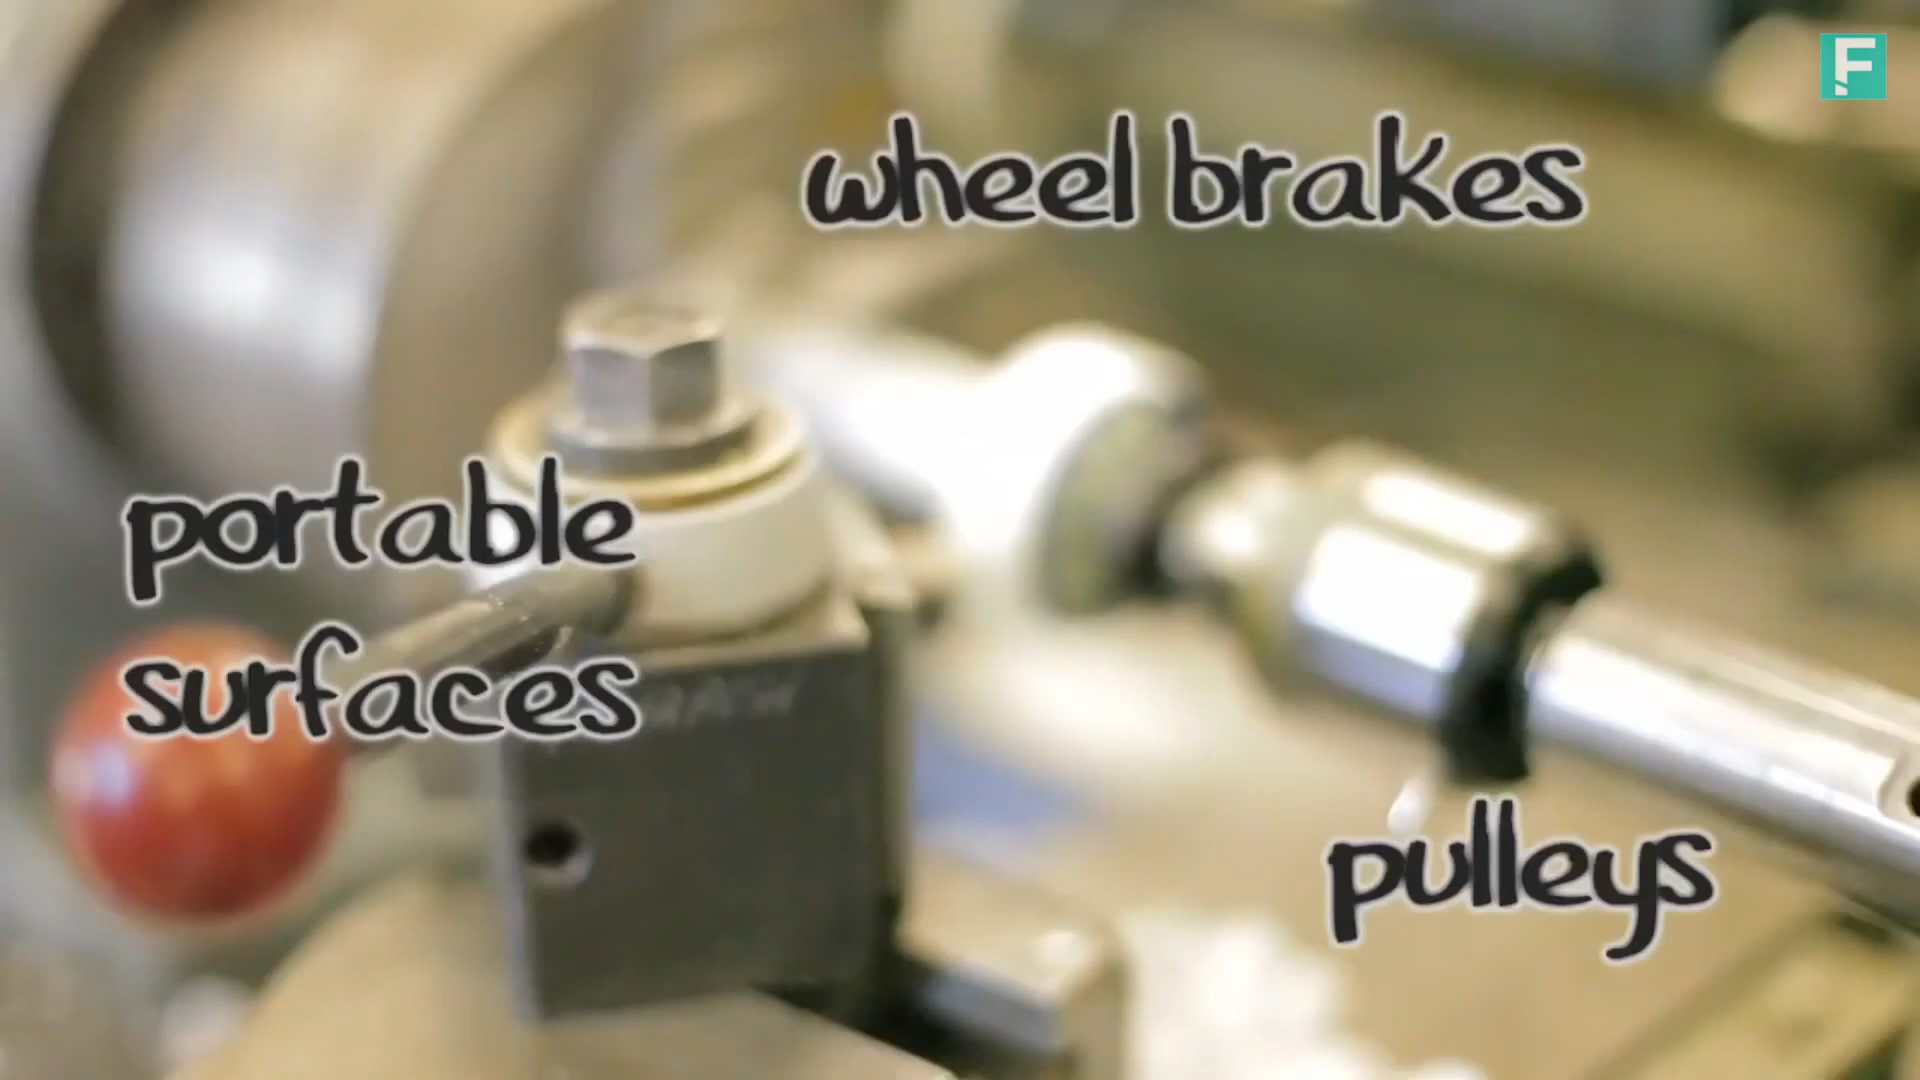 F
wheel brakes
portable
surfaces
pulleys